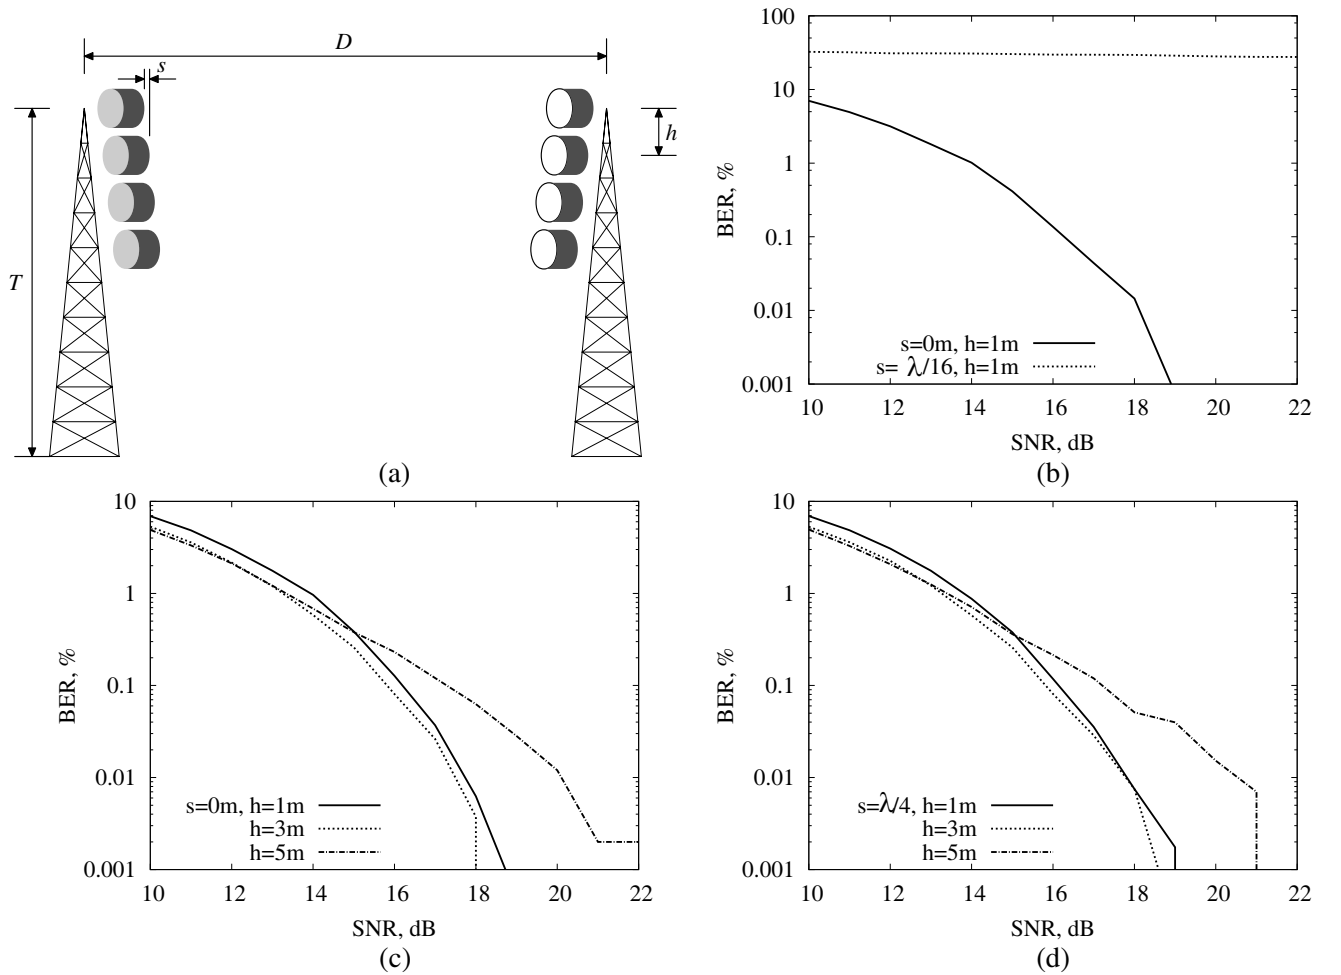 D
s
h
T
(a)
100
10
1
0.1
0.01
0.001
BER, %
s=0m, h=1m
s= λ/16, h=1m
10 12 14 16 18 20 22
SNR, dB
(b)
10
1
0.1
0.01
0.001
BER, %
s=0m, h=1m
h=3m
h=5m
10 12 14 16 18 20 22
SNR, dB
(c)
10
1
0.1
0.01
0.001
BER, %
s=λ/4, h=1m
h=3m
h=5m
10 12 14 16 18 20 22
SNR, dB
(d)